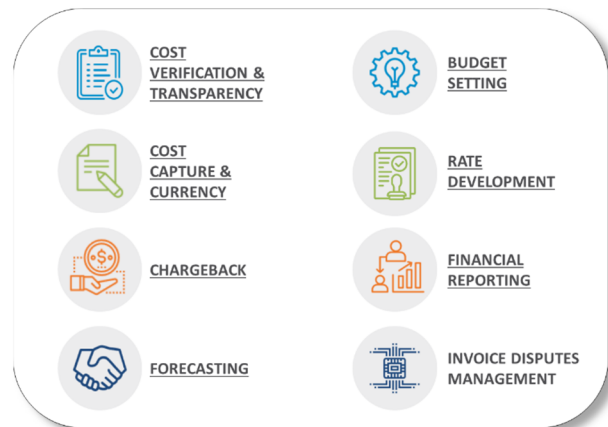 COST
VERIFICATION &
TRANSPARENCY
BUDGET
SETTING
COST
CAPTURE &
CURRENCY
RATE
DEVELOPMENT
$
CHARGEBACK
FINANCIAL
REPORTING
FORECASTING
INVOICE DISPUTES
MANAGEMENT